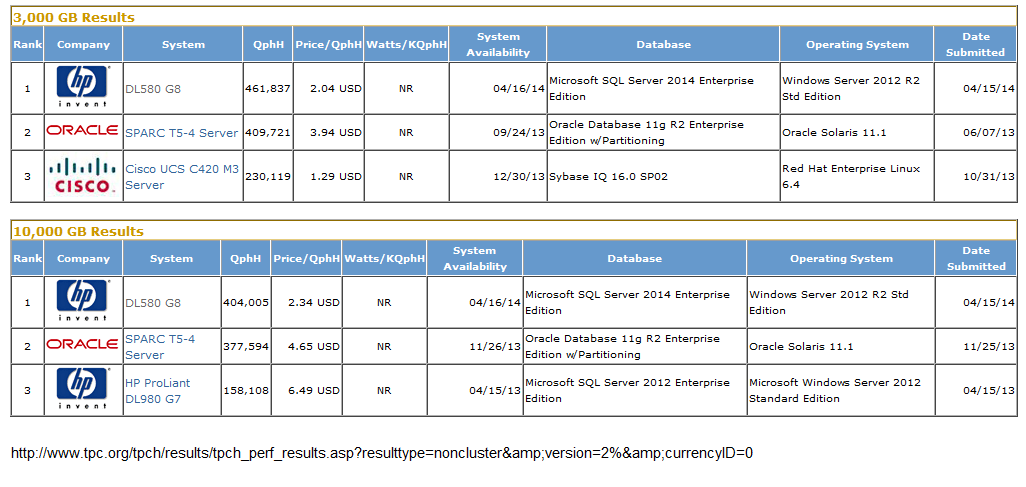 3,000 GB Results
Rank Company System QphH Price/QphH Watts/KQphH System Availability Database Operating System Date Submitted
1 hp invent DL580 G8 461,837 2.04 USD NR 04/16/14 Microsoft SQL Server 2014 Enterprise Edition Windows Server 2012 R2 Std Edition 04/15/14
2 ORACLE SPARC T5-4 Server 409,721 3.94 USD NR 09/24/13 Oracle Database 11g R2 Enterprise Edition w/Partitioning Oracle Solaris 11.1 06/07/13
3 CISCO. Cisco UCS C420 M3 Server 230,119 1.29 USD NR 12/30/13 Sybase IQ 16.0 SP02 Red Hat Enterprise Linux 6.4 10/31/13
10,000 GB Results
Rank Company System QphH Price/QphH Watts/KQphH System Availability Database Operating System Date Submitted
1 hp invent DL580 G8 404,005 2.34 USD NR 04/16/14 Microsoft SQL Server 2014 Enterprise Edition Windows Server 2012 R2 Std Edition 04/15/14
2 ORACLE SPARC T5-4 Server 377,594 4.65 USD NR 11/26/13 Oracle Database 11g R2 Enterprise Edition w/Partitioning Oracle Solaris 11.1 11/25/13
3 hp invent HP ProLiant DL980 G7 158,108 6.49 USD NR 04/15/13 Microsoft SQL Server 2012 Enterprise Edition Microsoft Windows Server 2012 Standard Edition 04/15/13
http://www.tpc.org/tpch/results/tpch_perf_results.asp?resulttype=noncluster&amp;version=2%&amp;currencyID=0